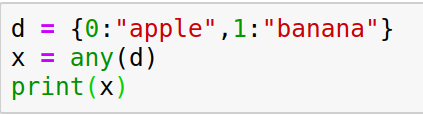 d = {0:"apple",1:"banana"}
x = any(d)
print(x)